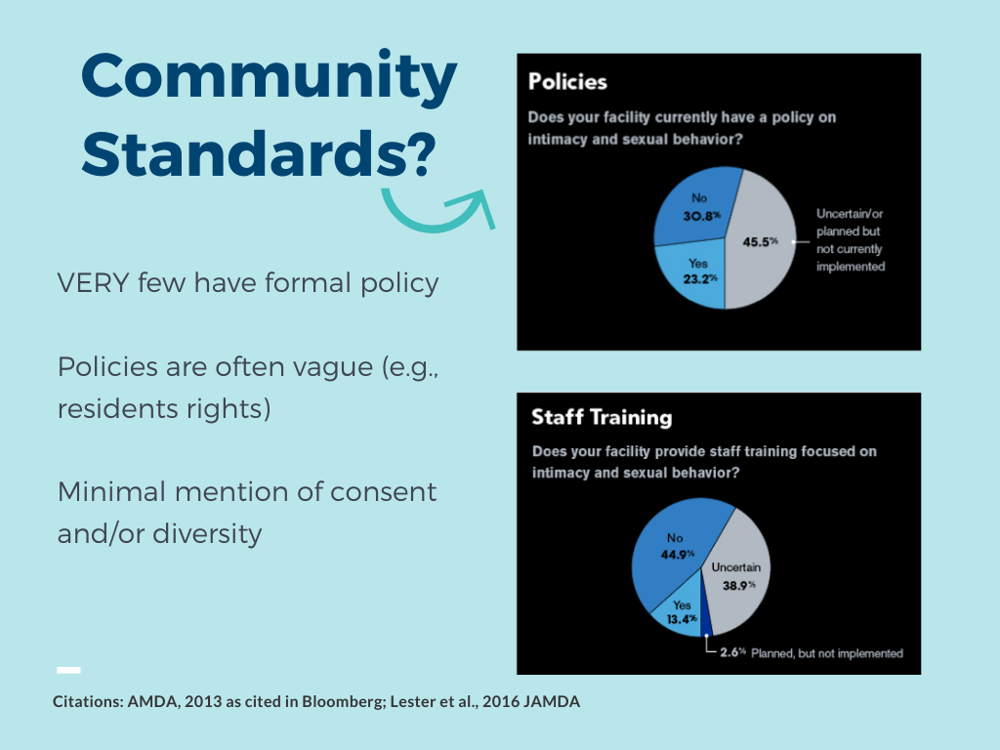 Community
Standards?
VERY few have formal policy
Policies are often vague (e.g.,
residents rights)
Minimal mention of consent
and/or diversity
Policies
Does your facility currently have a policy on
intimacy and sexual behavior?
No
30.8%
45.5%
Yes
23.2%
Uncertain/or
planned but
not currently
implemented
Staff Training
Does your facility provide staff training focused on
intimacy and sexual behavior?
No
44.9%
Uncertain
38.9%
Yes
13.4%
2.6% Planned, but not implemented
Citations: AMDA, 2013 as cited in Bloomberg; Lester et al., 2016 JAMDA